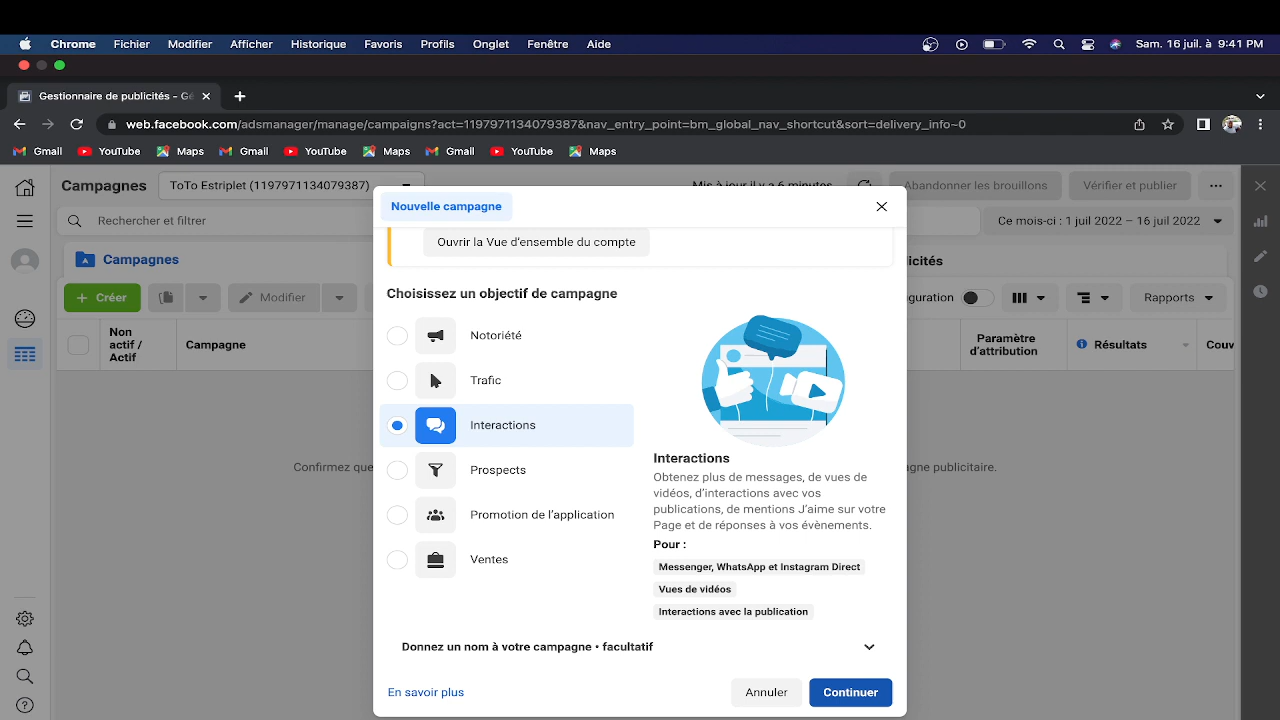 Chrome Fichier Modifier Afficher Historique Favoris Profils Onglet Fenêtre Aide Sam. 16 juil. à 9:41 PM
Gestionnaire de publicités - Gé
web.facebook.com/adsmanager/manage/campaigns?act=1197971134079387&nav_entry_point=bm_global_nav_shortcut&sort=delivery_info~0
Gmail YouTube Maps Gmail YouTube Maps Gmail YouTube Maps
Campagnes ToTo Estriplet (1197971134079387) Mis à jour il y a 6 minutes Abandonner les brouillons Vérifier et publier
Rechercher et filtrer Ce mois-ci : 1 juil 2022 – 16 juil 2022
Campagnes icités
+ Créer Modifier guration Rapports
Non actif / Actif Campagne Paramètre d'attribution Résultats Couv
Confirmez que agne publicitaire.
Nouvelle campagne
Ouvrir la Vue d'ensemble du compte
Choisissez un objectif de campagne
Notoriété
Trafic
Interactions
Prospects
Promotion de l'application
Ventes
Interactions
Obtenez plus de messages, de vues de
vidéos, d'interactions avec vos
publications, de mentions J'aime sur votre
Page et de réponses à vos évènements.
Pour :
Messenger, WhatsApp et Instagram Direct
Vues de vidéos
Interactions avec la publication
Donnez un nom à votre campagne • facultatif
En savoir plus Annuler Continuer